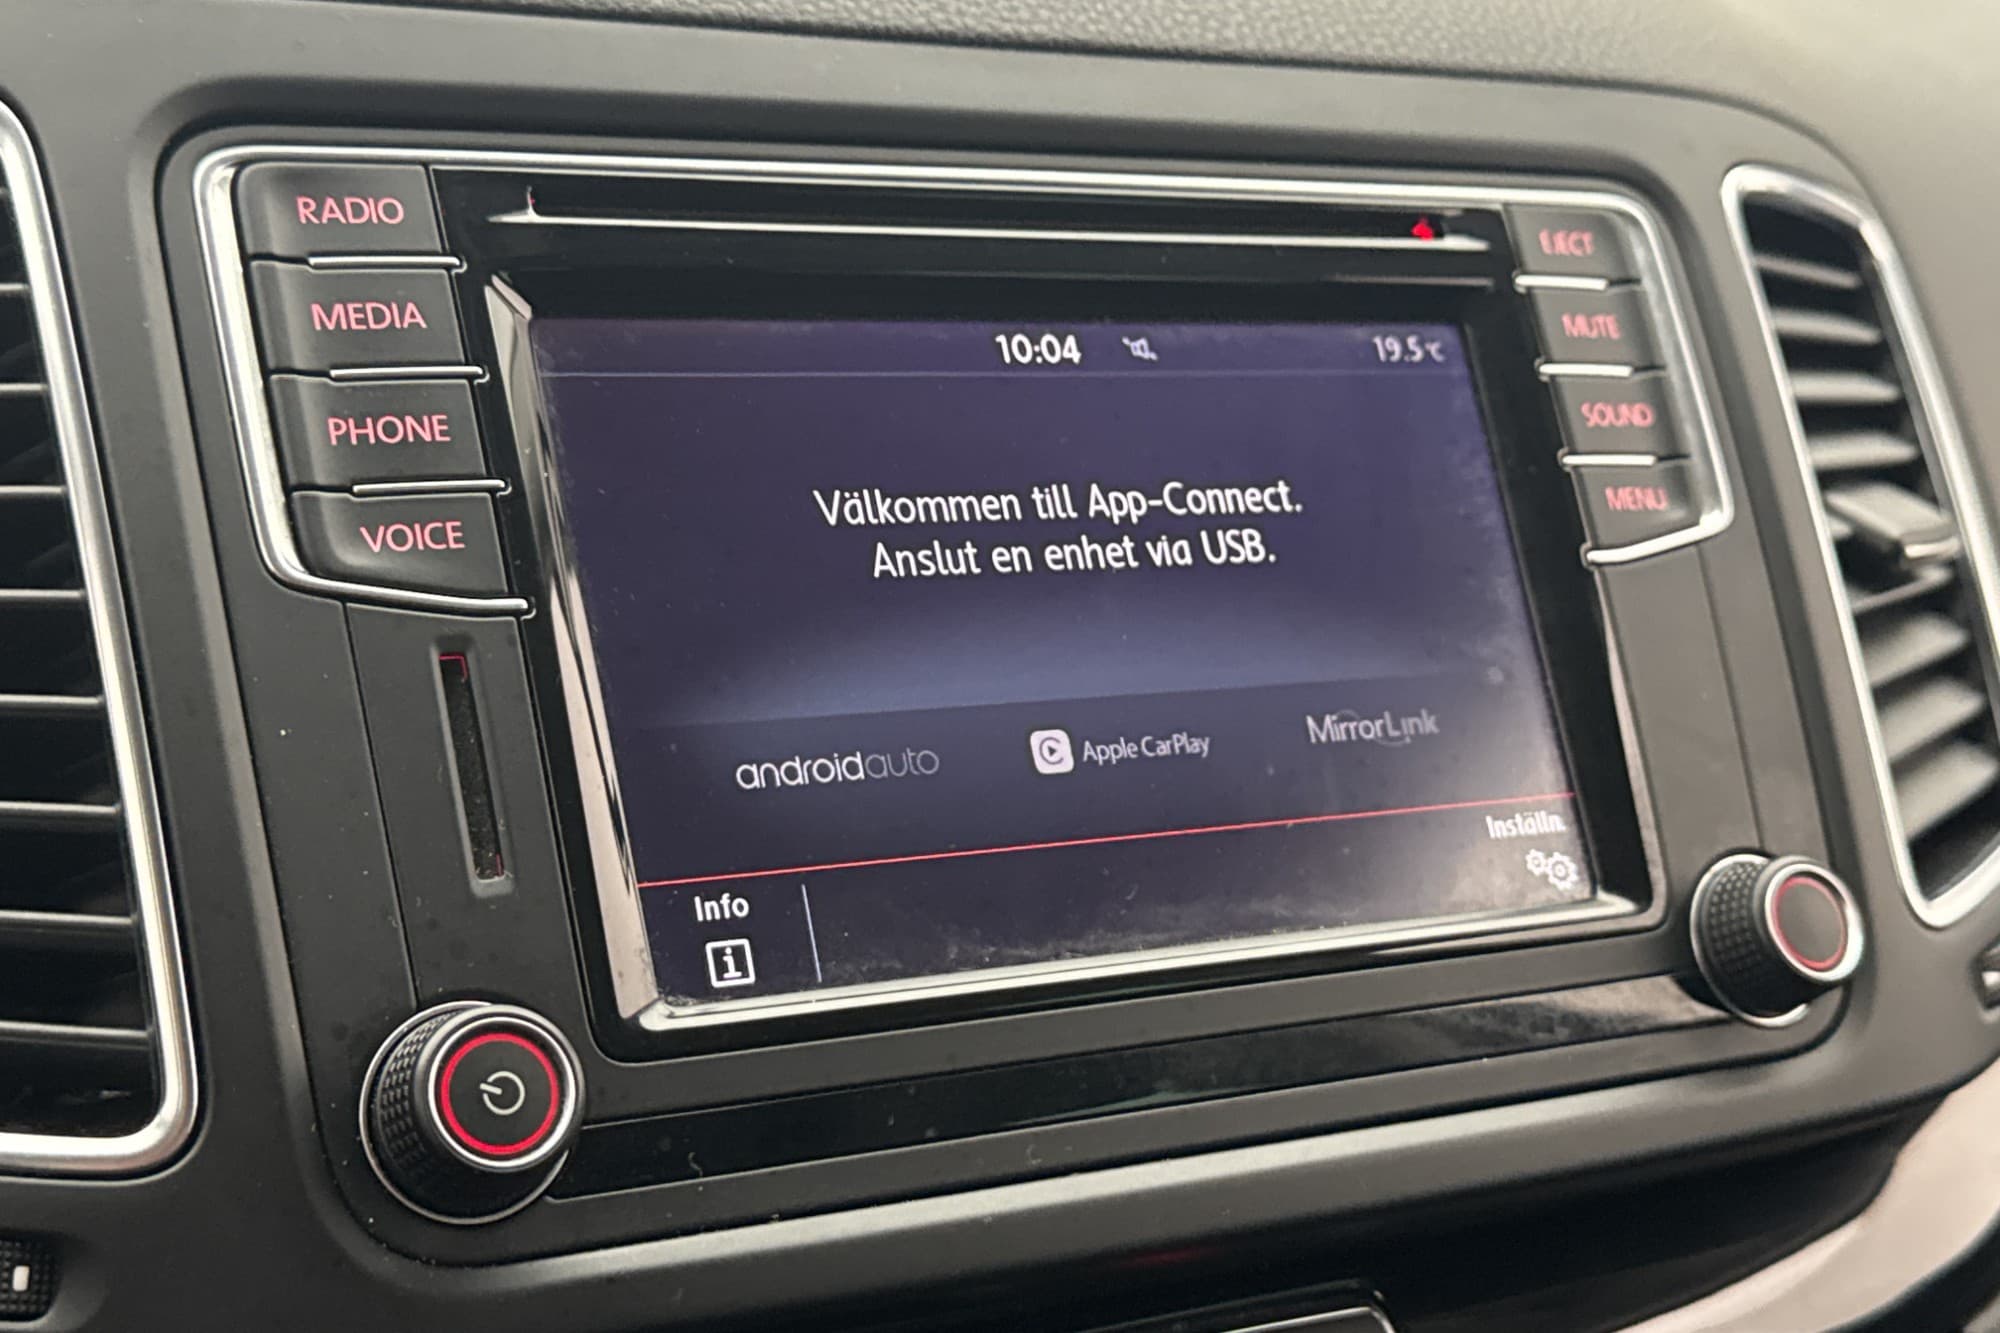 RADIO
MEDIA
PHONE
VOICE
EJECT
MUTE
SOUND
MENU
10:04
19.5°C
Välkommen till App-Connect.
Anslut en enhet via USB.
androidauto
Apple CarPlay
MirrorLink
Inställn.
Info
i